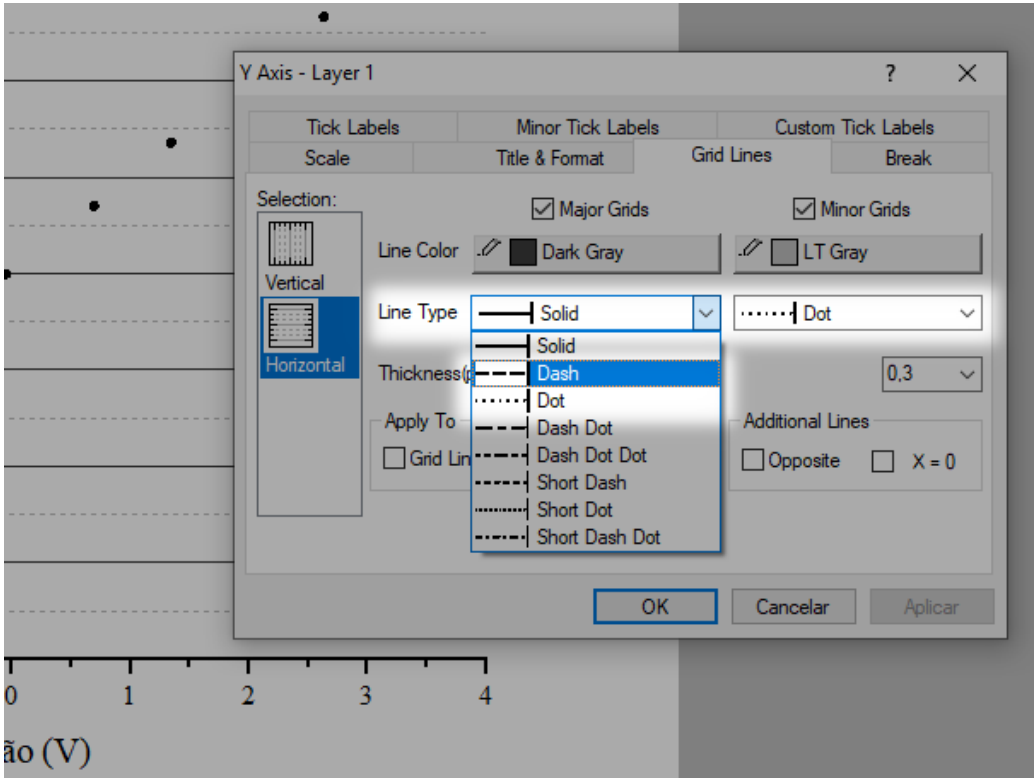 Y Axis - Layer 1
?
Tick Labels
Minor Tick Labels
Custom Tick Labels
Scale
Title & Format
Grid Lines
Break
Selection:
Vertical
Horizontal
Major Grids
Minor Grids
Line Color
Dark Gray
LT Gray
Line Type
Solid
Dot
Solid
Dash
Dot
Dash Dot
Dash Dot Dot
Short Dash
Short Dot
Short Dash Dot
Thickness(p
0,3
Apply To
Grid Lin
Additional Lines
Opposite
X = 0
OK
Cancelar
Aplicar
0 1 2 3 4
ão (V)